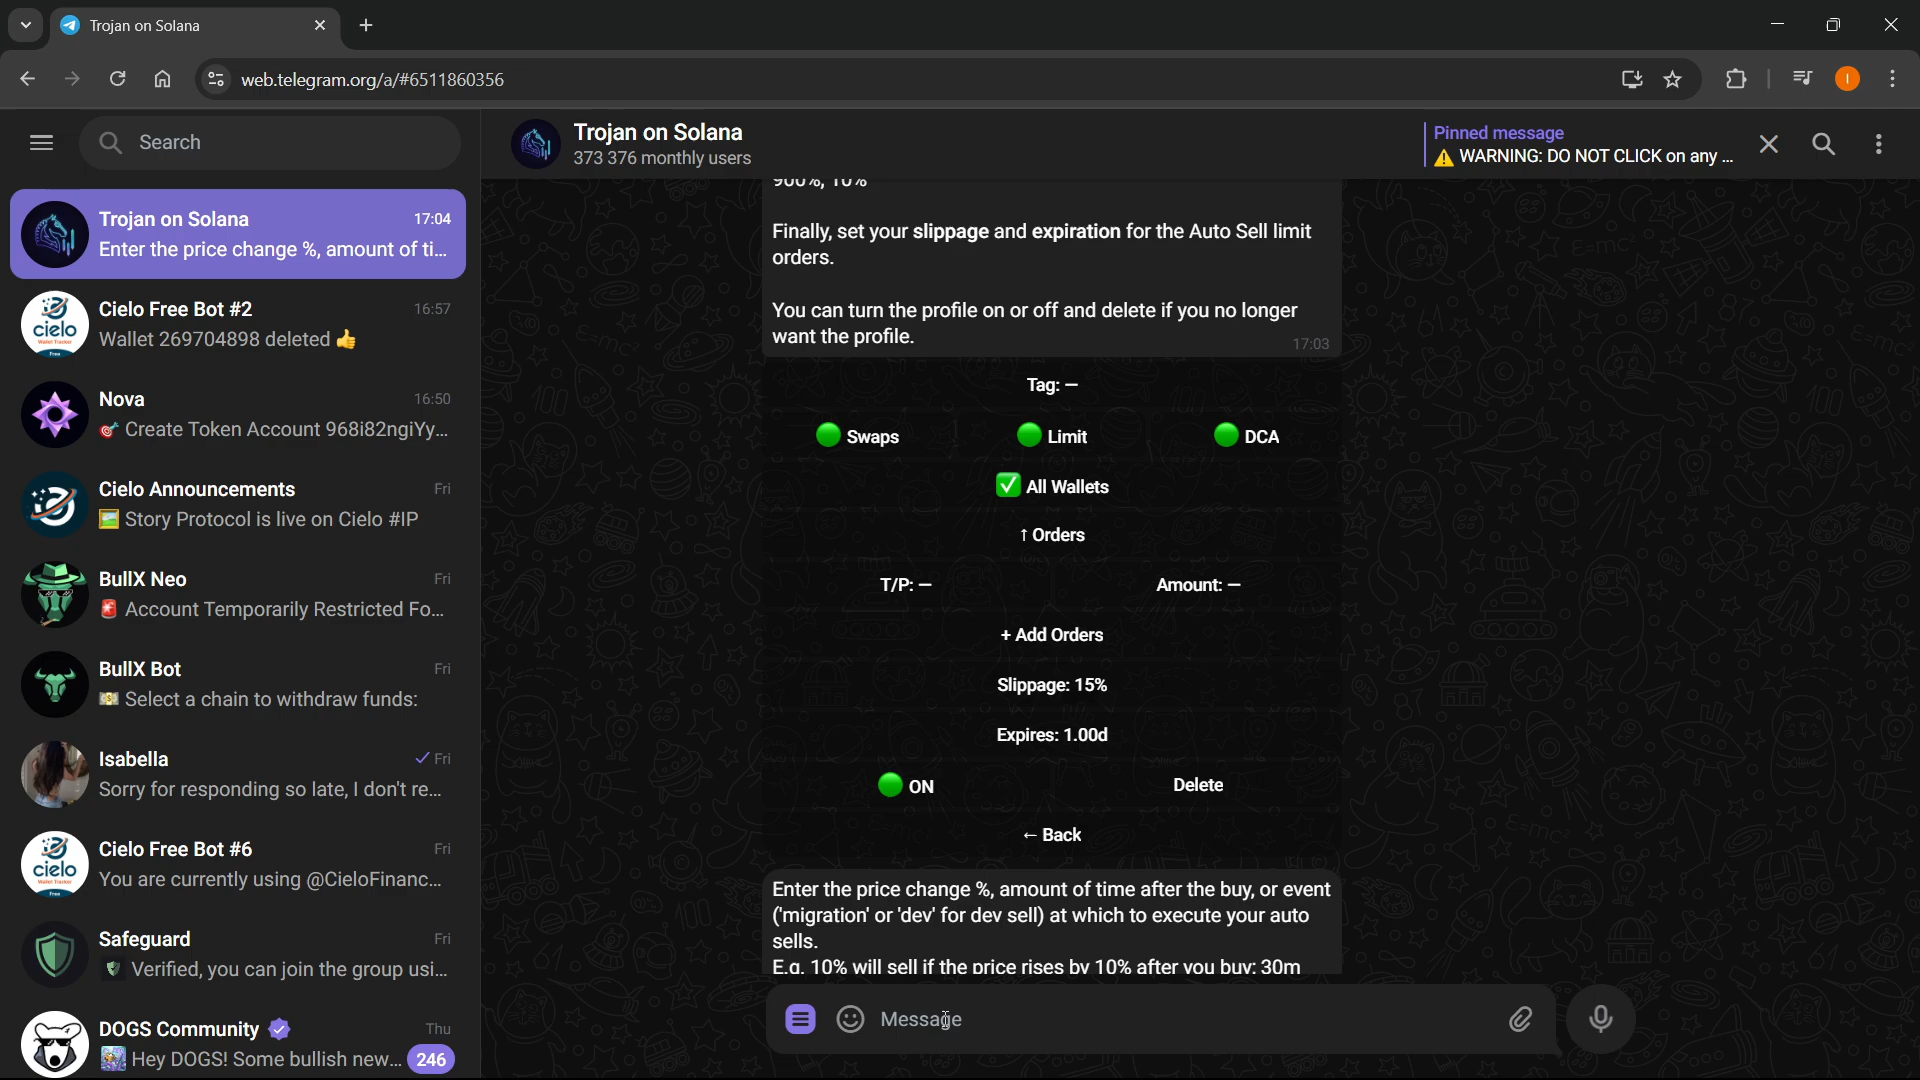 Trojan on Solana
web.telegram.org/a/#6511860356
Search
Trojan on Solana
17:04
Enter the price change %, amount of ti...
Cielo Free Bot #2
16:57
Wallet 269704898 deleted 👍
Nova
16:50
🎯 Create Token Account 968i82ngiYy...
Cielo Announcements
Fri
🖼️ Story Protocol is live on Cielo #IP
BullX Neo
Fri
🚨 Account Temporarily Restricted Fo...
BullX Bot
Fri
💵 Select a chain to withdraw funds:
Isabella
Fri
Sorry for responding so late, I don't re...
Cielo Free Bot #6
Fri
You are currently using @CieloFinanc...
Safeguard
Fri
Verified, you can join the group usi...
DOGS Community
Thu
Hey DOGS! Some bullish new...
246
cielo
Wallet Tracker
Free
cielo
Wallet Tracker
Free
I
Trojan on Solana
373 376 monthly users
Pinned message
⚠️ WARNING: DO NOT CLICK on any ...
900%, 10%
Finally, set your slippage and expiration for the Auto Sell limit
orders.
You can turn the profile on or off and delete if you no longer
want the profile.
17:03
Tag: —
🟢 Swaps
🟢 Limit
🟢 DCA
✅ All Wallets
↑ Orders
T/P: —
Amount: —
+ Add Orders
Slippage: 15%
Expires: 1.00d
🟢 ON
Delete
← Back
Enter the price change %, amount of time after the buy, or event
('migration' or 'dev' for dev sell) at which to execute your auto
sells.
E.g. 10% will sell if the price rises by 10% after you buy; 30m
Message